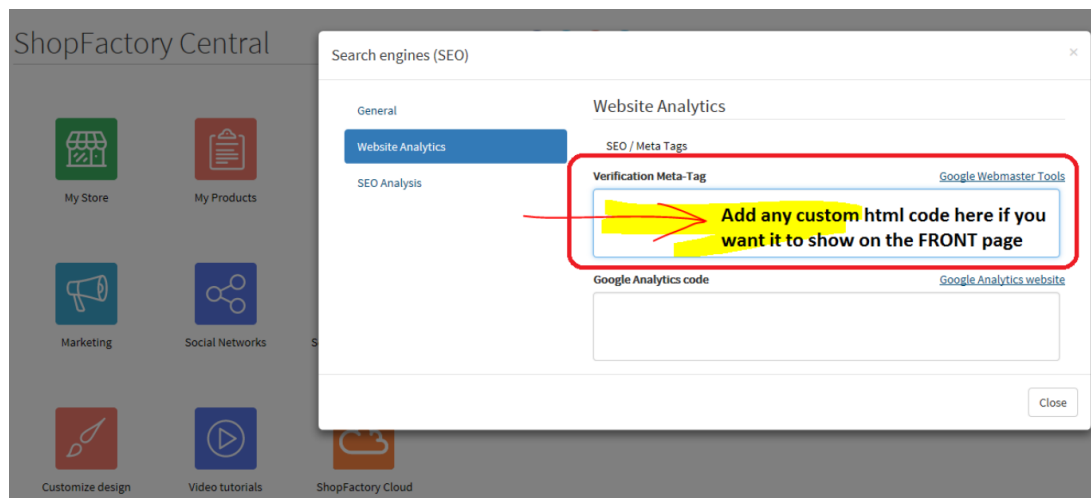 ShopFactory Central
Search engines (SEO)
×
General
Website Analytics
SEO Analysis
Website Analytics
SEO / Meta Tags
Verification Meta-Tag
Google Webmaster Tools
Add any custom html code here if you
want it to show on the FRONT page
Google Analytics code
Google Analytics website
Close
My Store
My Products
Marketing
Social Networks
S
Customize design
Video tutorials
ShopFactory Cloud